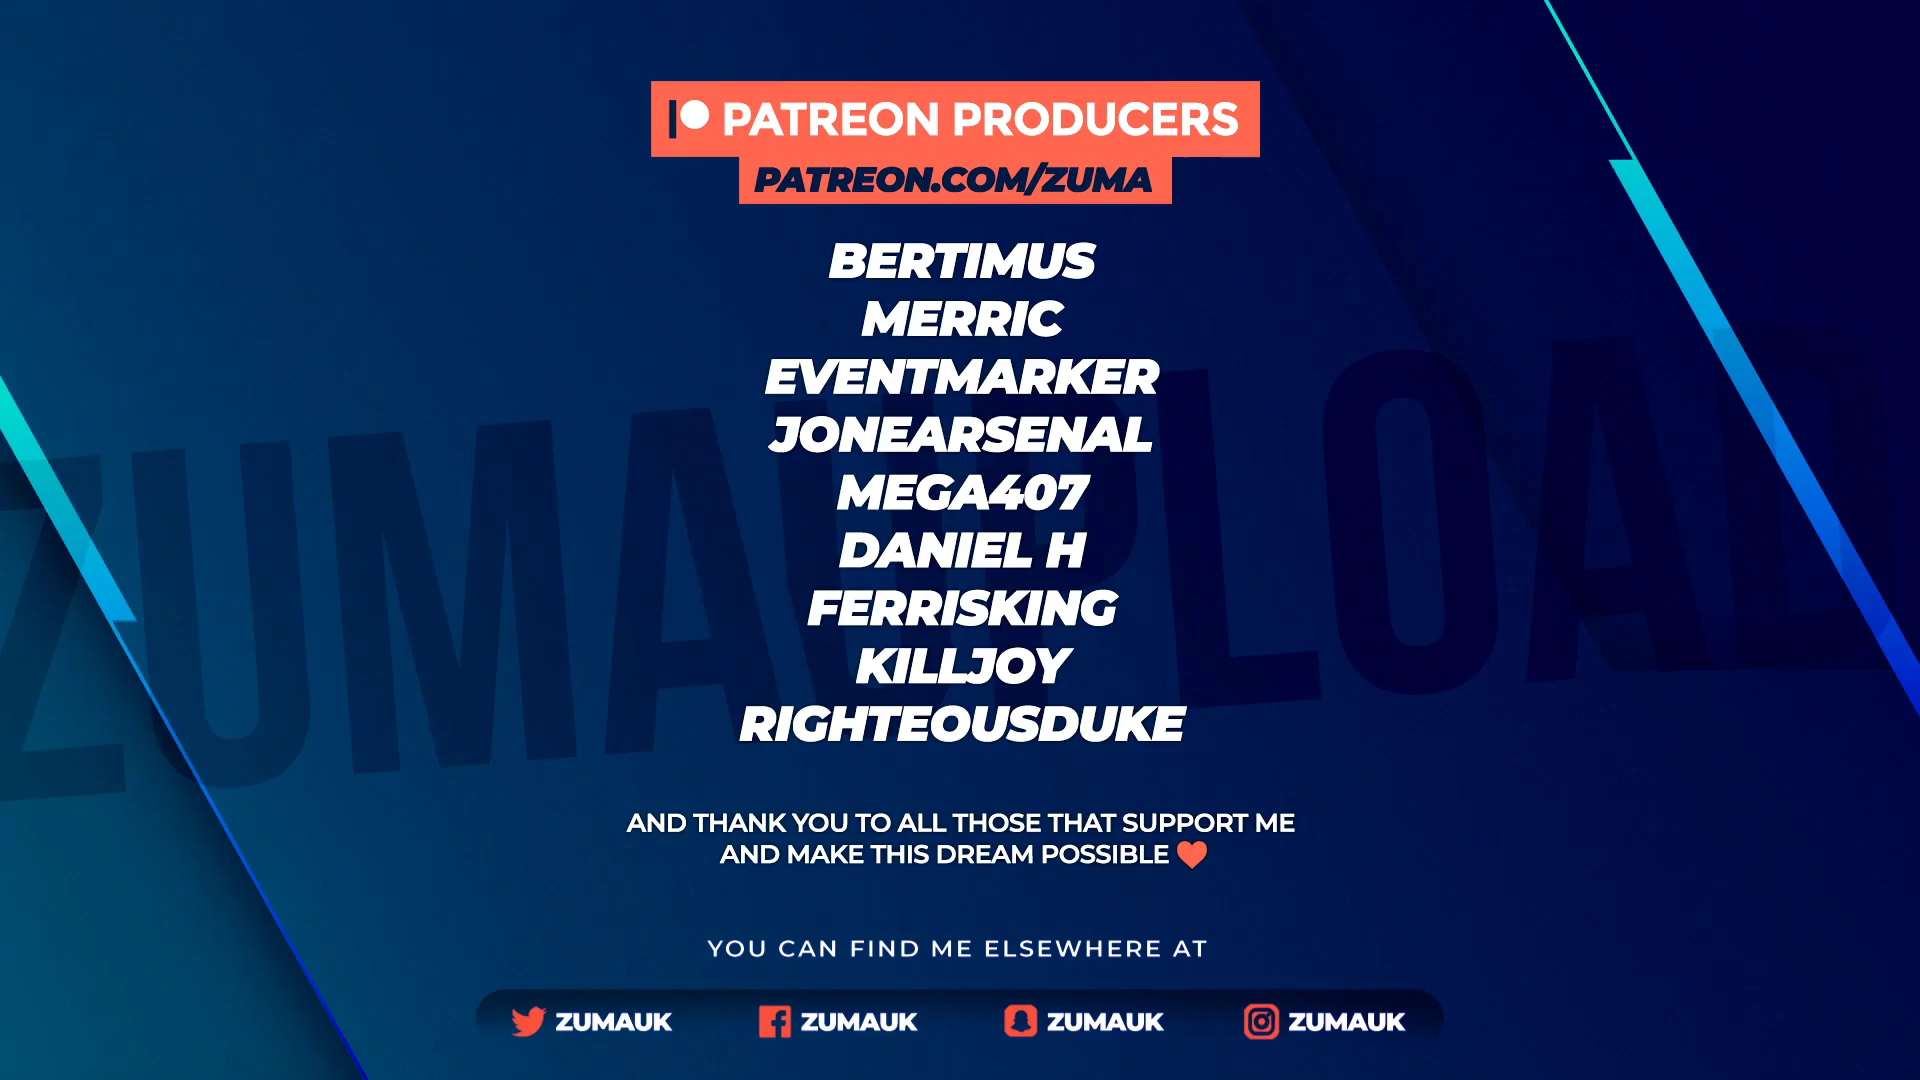 PATREON PRODUCERS
PATREON.COM/ZUMA
BERTIMUS
MERRIC
EVENTMARKER
JONEARSENAL
MEGA407
DANIEL H
FERRISKING
KILLJOY
RIGHTEOUSDUKE
ZUMAUPLOAD
AND THANK YOU TO ALL THOSE THAT SUPPORT ME
AND MAKE THIS DREAM POSSIBLE ❤
YOU CAN FIND ME ELSEWHERE AT
ZUMAUK ZUMAUK ZUMAUK ZUMAUK